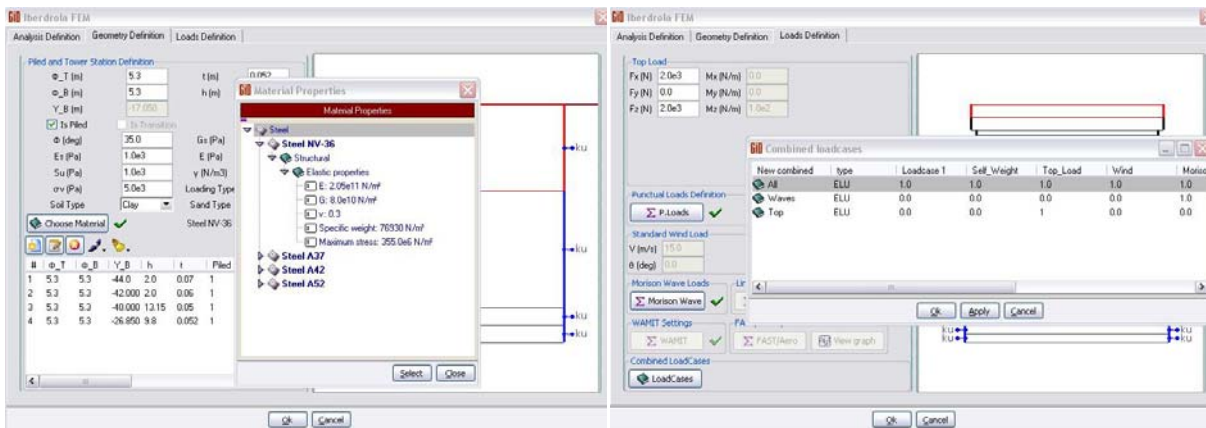 GiD Iberdrola FEM
Analysis Definition Geometry Definition Loads Definition
Piled and Tower Station Definition
Φ_T (m) 5.3 t (m) 0.052
Φ_B (m) 5.3 h (m)
Y_B (m) -17.050
Is Piled Is Transition
Φ (deg) 35.0 Gs (Pa)
Es (Pa) 1.0e3 E (Pa)
Su (Pa) 1.0e3 γ (N/m3)
σv (Pa) 5.0e3 Loading Type
Soil Type Clay Sand Type
Choose Material Steel NV-36
# Φ_T Φ_B Y_B h t Piled
1 5.3 5.3 -44.0 2.0 0.07 1
2 5.3 5.3 -42.000 2.0 0.06 1
3 5.3 5.3 -40.000 13.15 0.05 1
4 5.3 5.3 -26.850 9.8 0.052 1
GiD Material Properties
Material Properties
Steel
Steel NV-36
Structural
Elastic properties
E: 2.05e11 N/m²
G: 8.0e10 N/m²
v: 0.3
Specific weight: 76930 N/m²
Maximum stress: 355.0e6 N/m²
Steel A37
Steel A42
Steel A52
Select Close
ku
ku
ku
Ok Cancel
GiD Iberdrola FEM
Analysis Definition Geometry Definition Loads Definition
Top Load
Fx (N) 2.0e3 Mx (N/m) 0.0
Fy (N) 0.0 My (N/m) 0.0
Fz (N) 2.0e3 Mz (N/m) 1.0e2
Punctual Loads Definition
Σ P.Loads
Standard Wind Load
V (m/s) 15.0
θ (deg) 0.0
Morison Wave Loads
Σ Morison Wave
WAMIT Settings
Σ WAMIT Σ FAST/Aero View graph
Combined LoadCases
LoadCases
GiD Combined loadcases
New combined type Loadcase 1 Self_Weight Top_Load Wind Moriso
All ELU 1.0 1.0 1.0 1.0 1.0
Waves ELU 0.0 0.0 0.0 0.0 1.0
Top ELU 0.0 0.0 1 0.0 0.0
Ok Apply Cancel
ku ku
ku ku
Ok Cancel